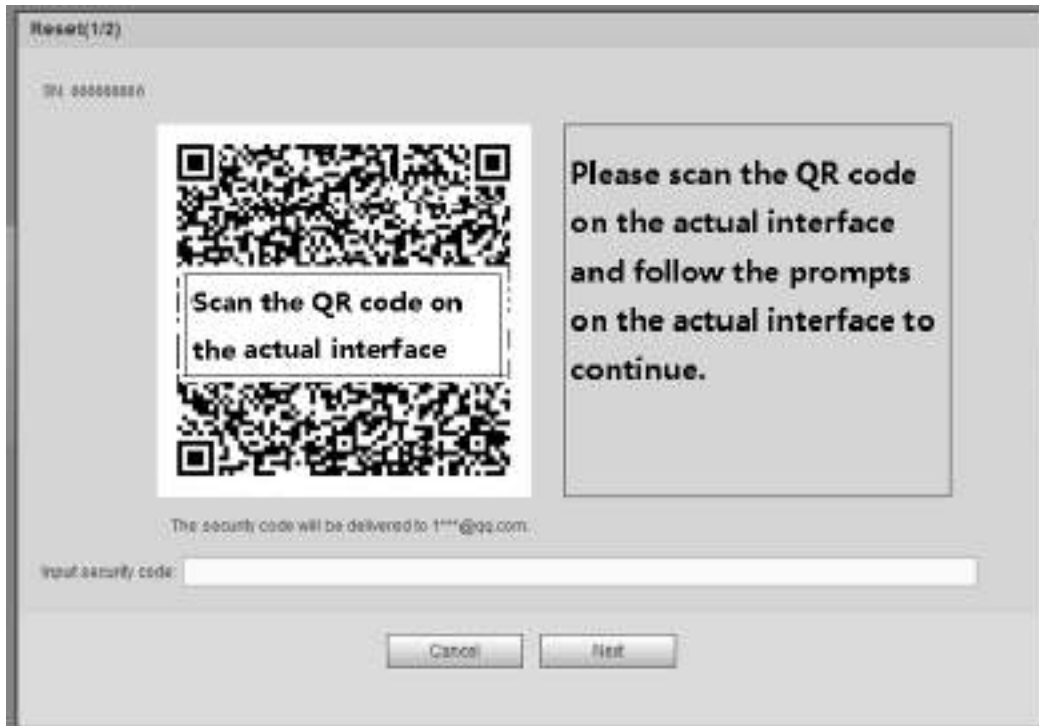 Reset(1/2)
SN:
Scan the QR code on
the actual interface
Please scan the QR code
on the actual interface
and follow the prompts
on the actual interface to
continue.
The security code will be delivered to 1***@qq.com.
Input security code:
Cancel
Next